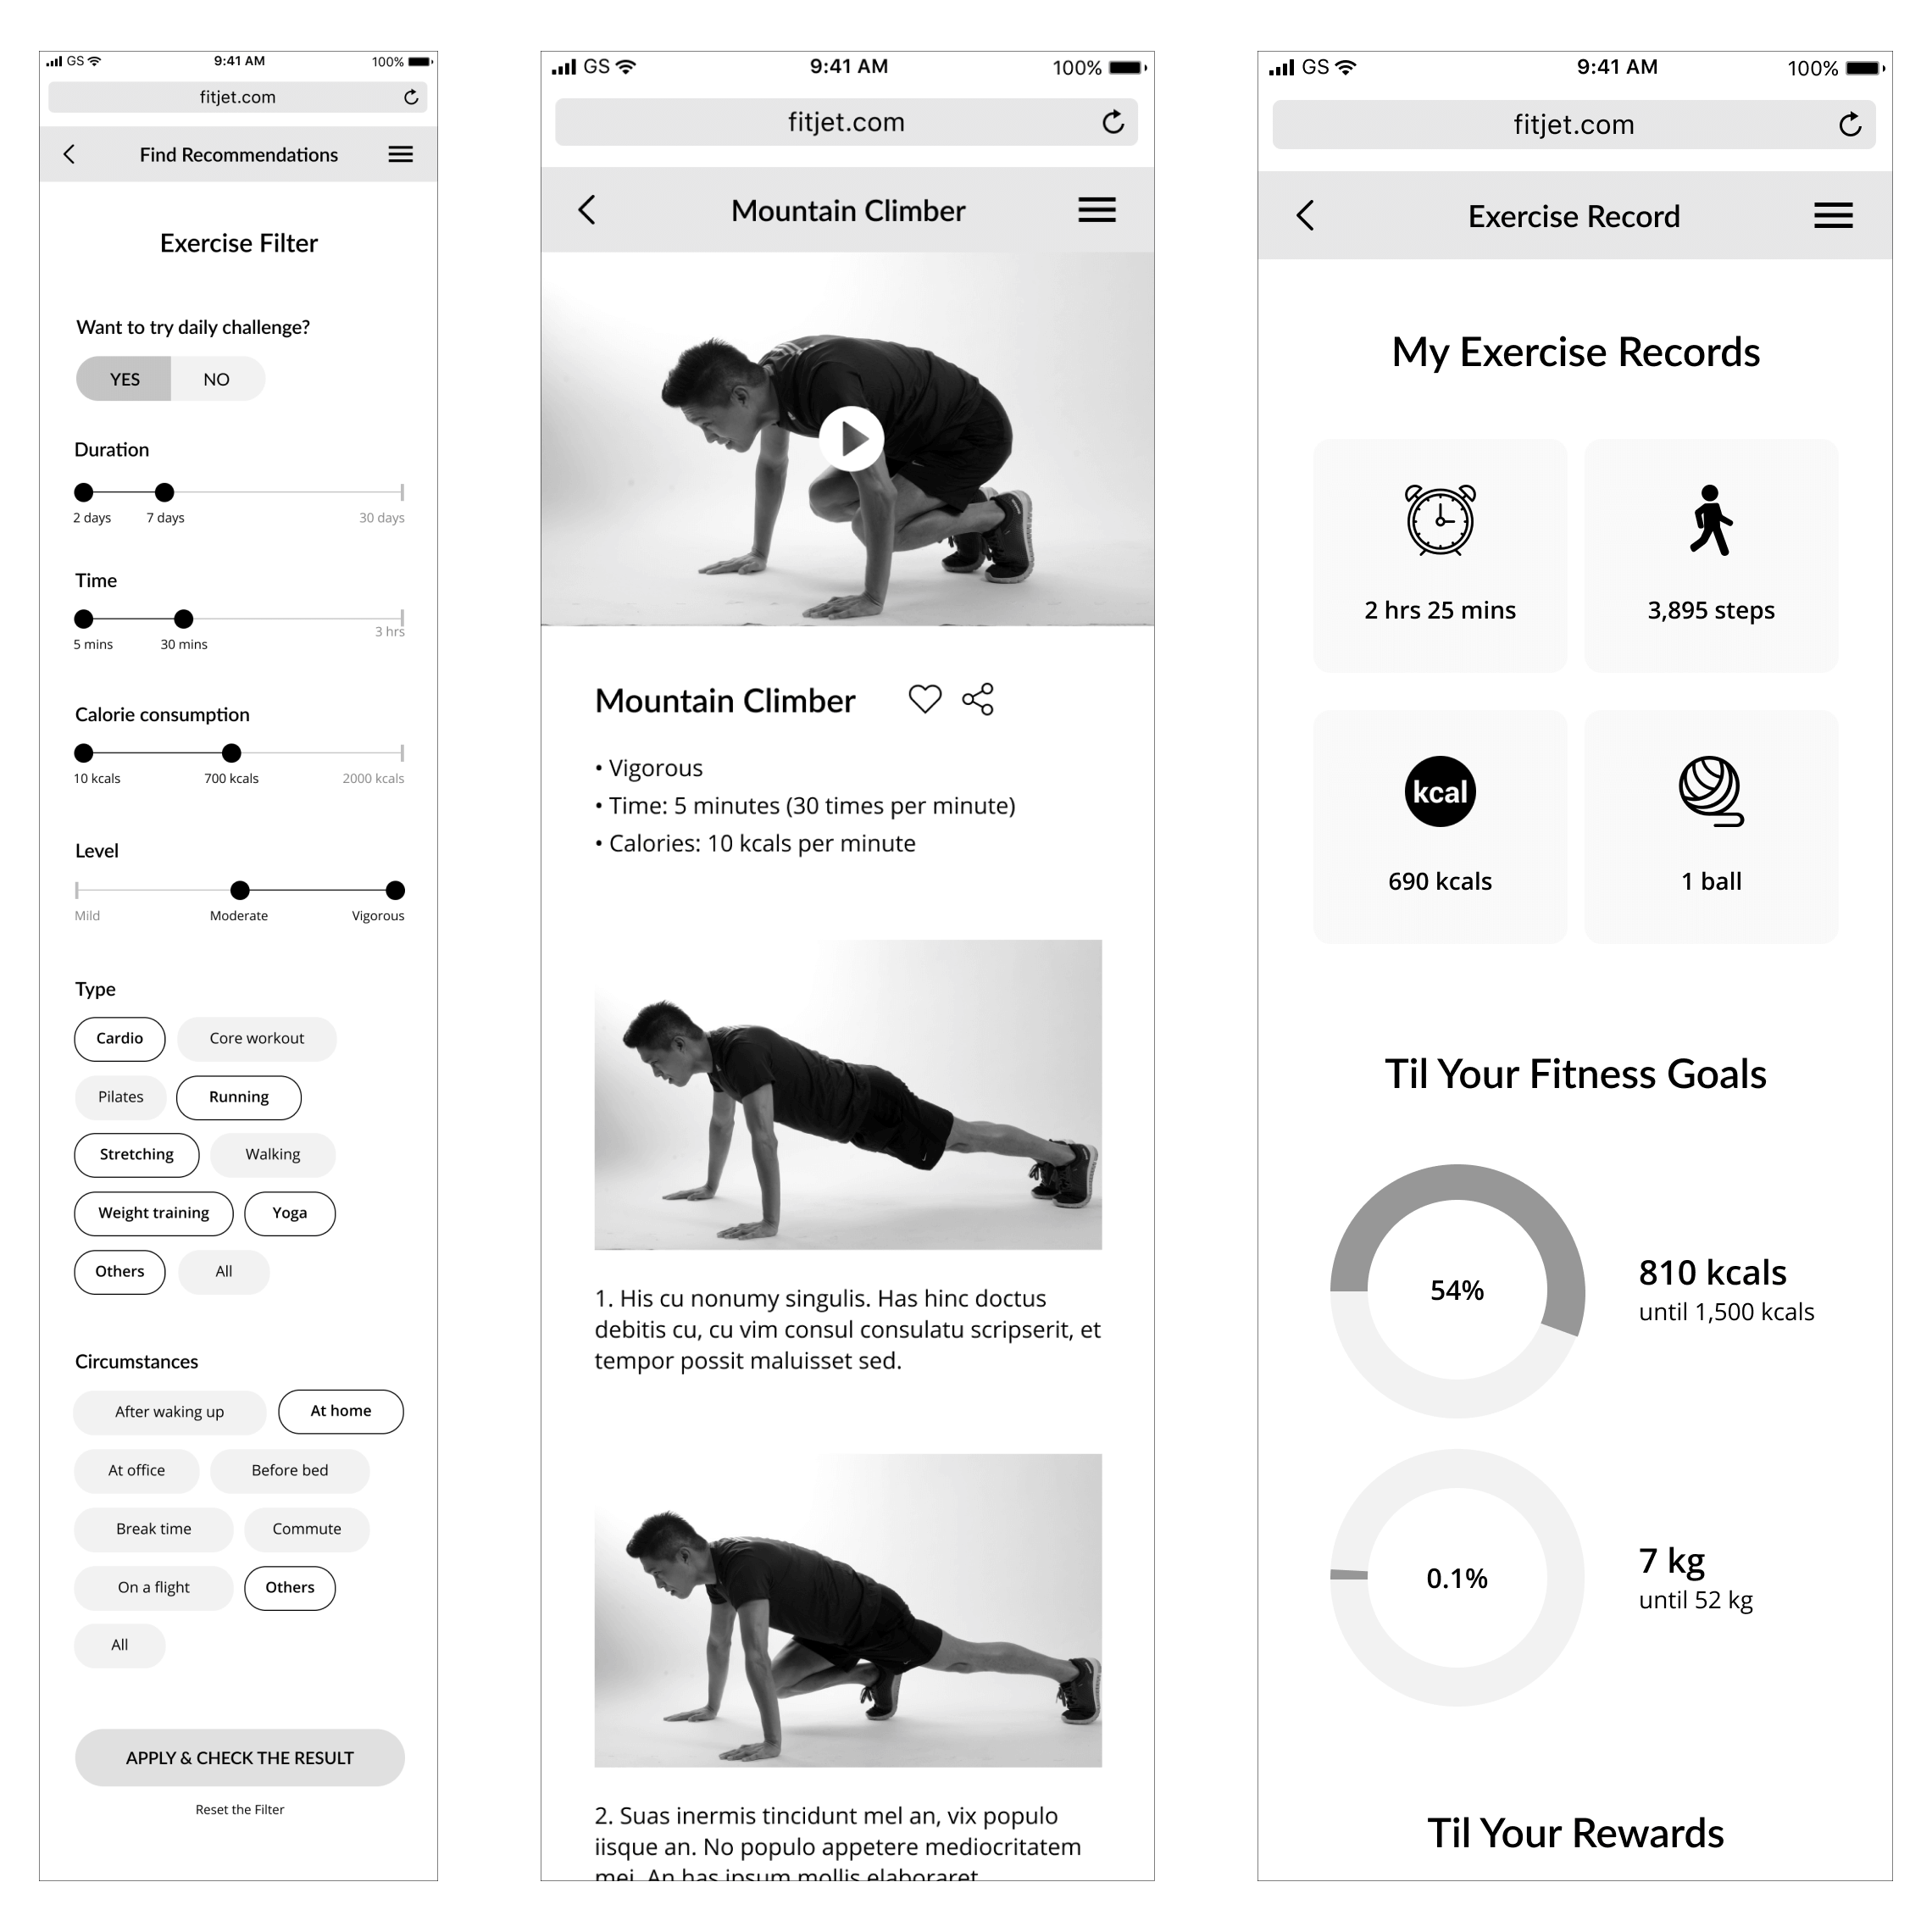 GS 9:41 AM 100%
fitjet.com
Find Recommendations
Exercise Filter
Want to try daily challenge?
YES NO
Duration
2 days 7 days 30 days
Time
5 mins 30 mins 3 hrs
Calorie consumption
10 kcals 700 kcals 2000 kcals
Level
Mild Moderate Vigorous
Type
Cardio Core workout
Pilates Running
Stretching Walking
Weight training Yoga
Others All
Circumstances
After waking up At home
At office Before bed
Break time Commute
On a flight Others
All
APPLY & CHECK THE RESULT
Reset the Filter
GS 9:41 AM 100%
fitjet.com
Mountain Climber
Mountain Climber
• Vigorous
• Time: 5 minutes (30 times per minute)
• Calories: 10 kcals per minute
1. His cu nonumy singulis. Has hinc doctus
debitis cu, cu vim consul consulatu scripserit, et
tempor possit maluisset sed.
2. Suas inermis tincidunt mel an, vix populo
iisque an. No populo appetere mediocritatem
mei. An has ipsum mollis elaboraret
GS 9:41 AM 100%
fitjet.com
Exercise Record
My Exercise Records
2 hrs 25 mins 3,895 steps
kcal
690 kcals 1 ball
Til Your Fitness Goals
54%
810 kcals
until 1,500 kcals
0.1%
7 kg
until 52 kg
Til Your Rewards